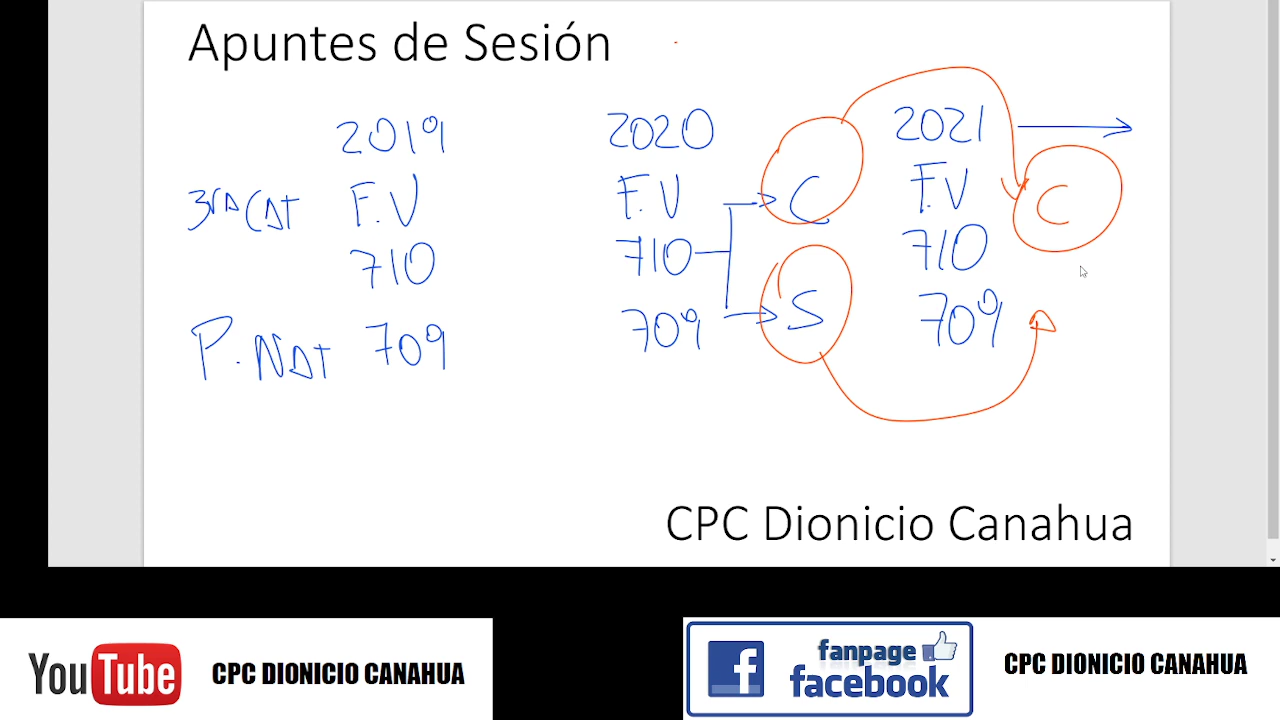 Apuntes de Sesión
2019 2020 2021
3RA CAT F.V F.V C F.V C
710 710 710
P. NAT 709 709 S 709
CPC Dionicio Canahua
YouTube CPC DIONICIO CANAHUA
fanpage
facebook
CPC DIONICIO CANAHUA